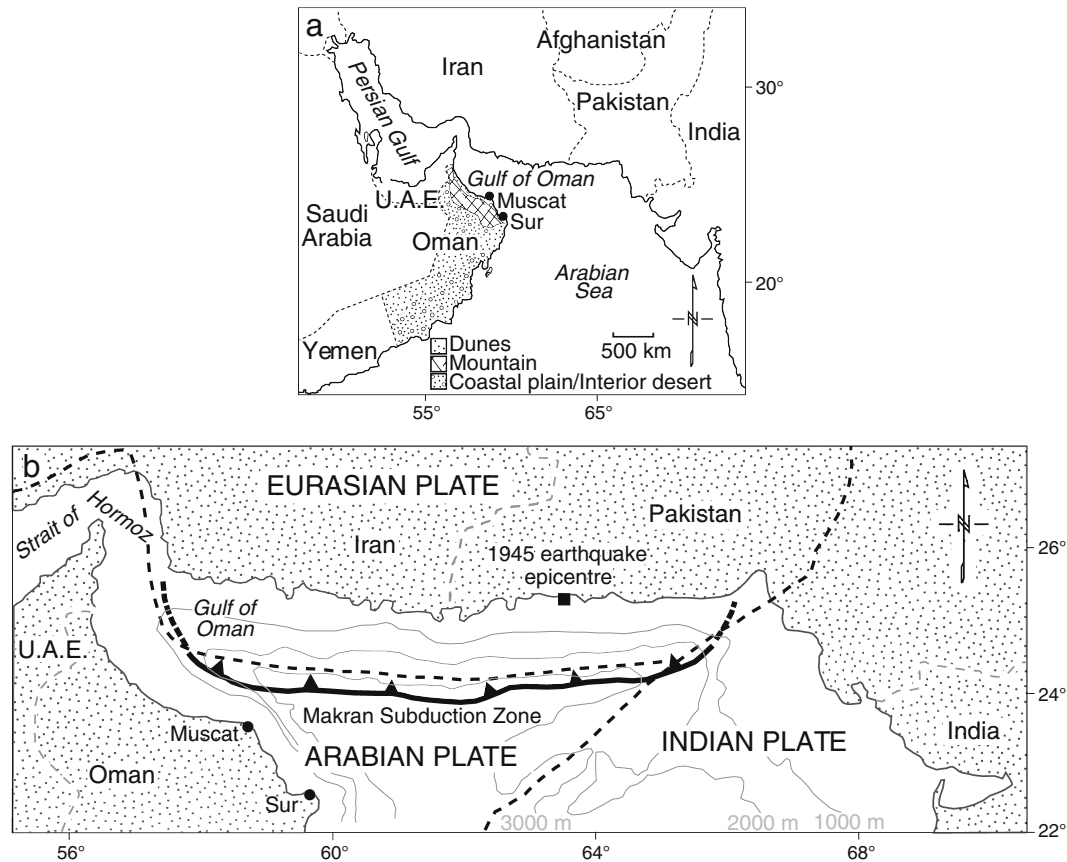 a
Afghanistan
Iran
30°
Persian Gulf
Pakistan
India
Gulf of Oman
U.A.E.
Muscat
Saudi
Arabia
Sur
Oman
Arabian
Sea
20°
N
500 km
Yemen
Dunes
Mountain
Coastal plain/Interior desert
55°
65°
b
EURASIAN PLATE
Strait of Hormoz
Pakistan
Iran
1945 earthquake
epicentre
N
26°
Gulf of
Oman
U.A.E.
24°
Makran Subduction Zone
Muscat
ARABIAN PLATE
INDIAN PLATE
India
Oman
Sur
3000 m
2000 m
1000 m
22°
56°
60°
64°
68°